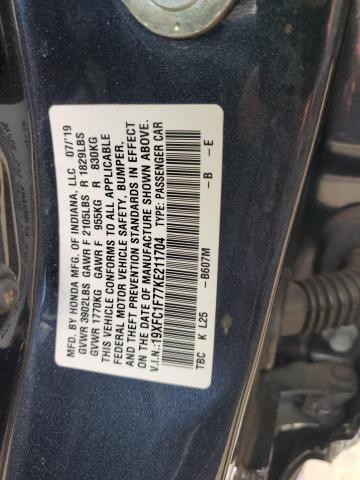 MFG. BY HONDA MFG. OF INDIANA, LLC 07/19
GVWR 3902LBS GAWR F 2105LBS R 1829LBS
GVWR 1770KG GAWR F 955KG R 830KG
THIS VEHICLE CONFORMS TO ALL APPLICABLE
FEDERAL MOTOR VEHICLE SAFETY, BUMPER,
AND THEFT PREVENTION STANDARDS IN EFFECT
ON THE DATE OF MANUFACTURE SHOWN ABOVE.
V.I.N.:19XFC1F77KE211704 TYPE: PASSENGER CAR
-B607M -B -E
TBC K L25